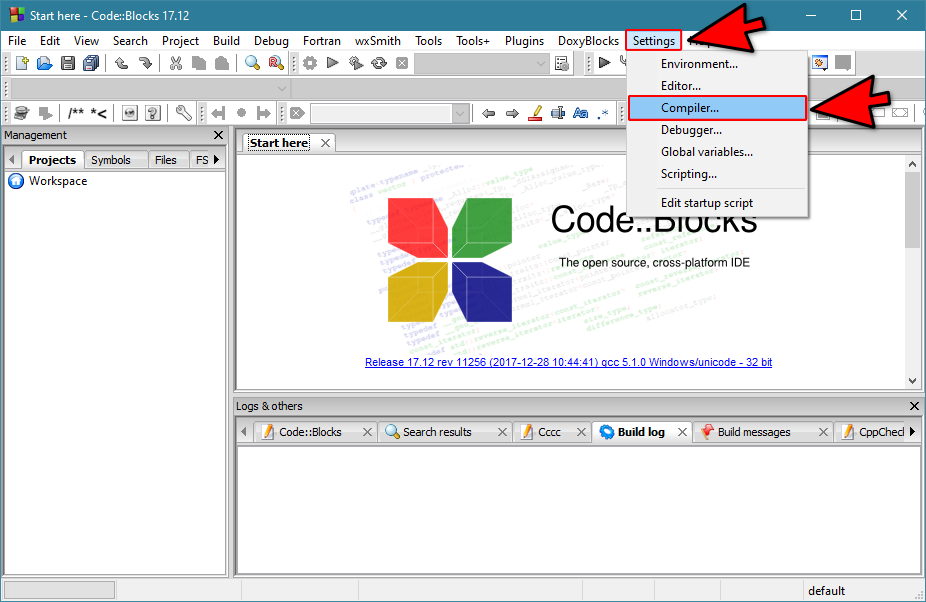 Start here - Code::Blocks 17.12
File Edit View Search Project Build Debug Fortran wxSmith Tools Tools+ Plugins DoxyBlocks Settings
Environment...
Editor...
Compiler...
Debugger...
Global variables...
Scripting...
Edit startup script
/** *<
Aa .*
Management
Projects Symbols Files FS
Workspace
Start here
Code::Blocks
The open source, cross-platform IDE
Release 17.12 rev 11256 (2017-12-28 10:44:41) gcc 5.1.0 Windows/unicode - 32 bit
Logs & others
Code::Blocks Search results Cccc Build log Build messages CppChec
default